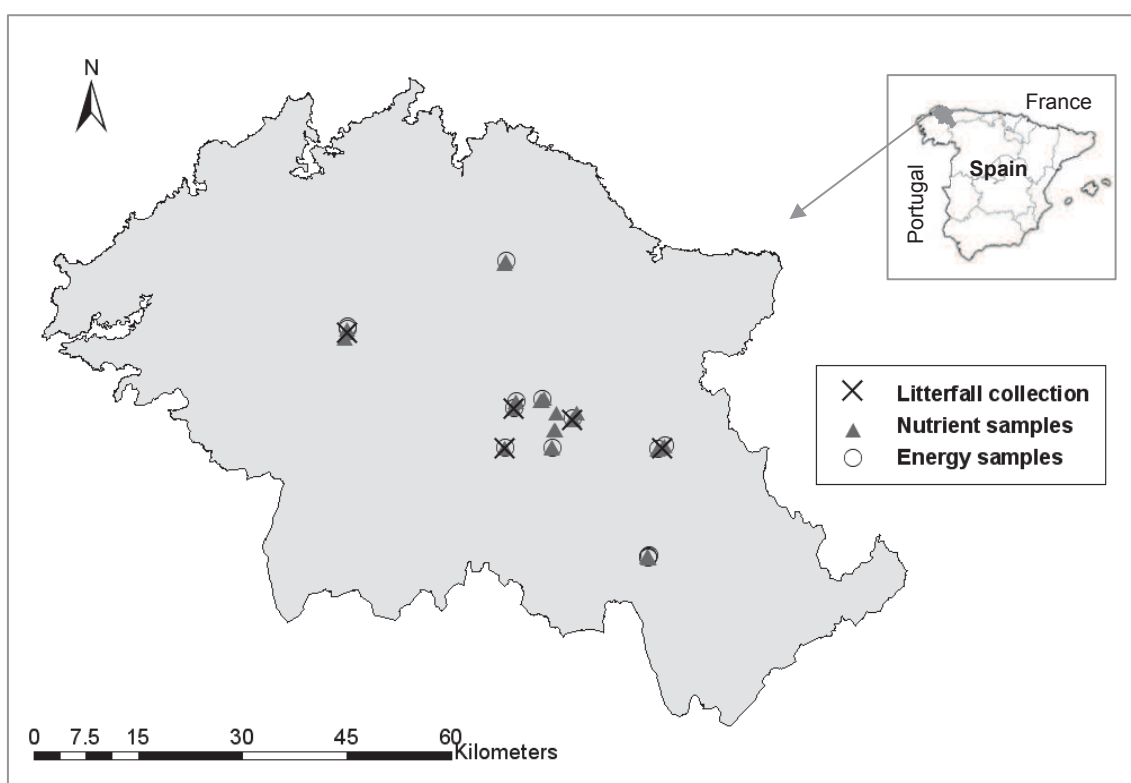 N
France
Spain
Portugal
Litterfall collection
Nutrient samples
Energy samples
0 7.5 15 30 45 60
Kilometers